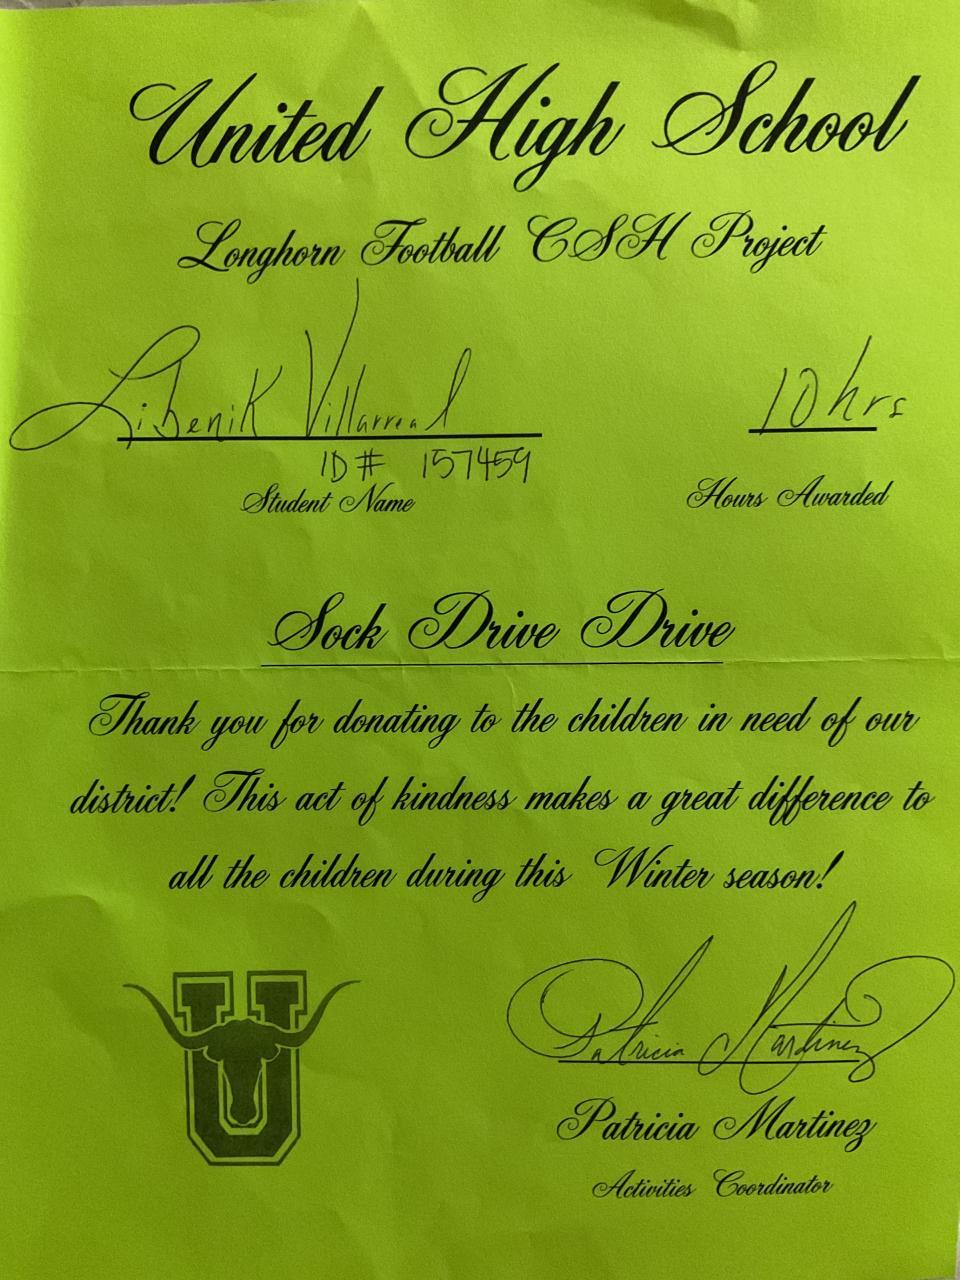 United High School
Longhorn Football CSH Project
Libenik Villarreal
10 hrs
ID # 157459
Student Name
Hours Awarded
Sock Drive Drive
Thank you for donating to the children in need of our
district! This act of kindness makes a great difference to
all the children during this Winter season!
U
Patricia Martinez
Patricia Martinez
Activities Coordinator